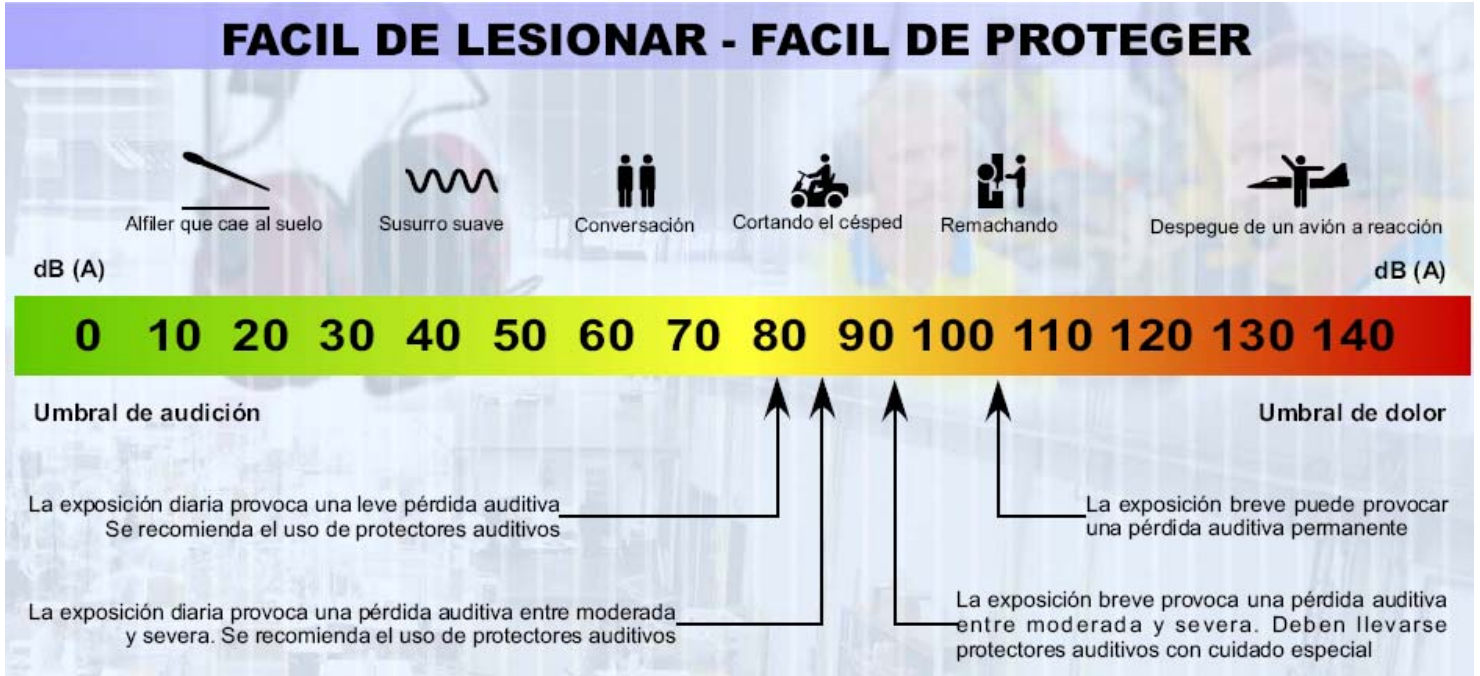 FACIL DE LESIONAR - FACIL DE PROTEGER
Alfiler que cae al suelo
Susurro suave
Conversación
Cortando el césped
Remachando
Despegue de un avión a reacción
dB (A)
dB (A)
0 10 20 30 40 50 60 70 80 90 100 110 120 130 140
Umbral de audición
Umbral de dolor
La exposición diaria provoca una leve pérdida auditiva
Se recomienda el uso de protectores auditivos
La exposición breve puede provocar
una pérdida auditiva permanente
La exposición diaria provoca una pérdida auditiva entre moderada
y severa. Se recomienda el uso de protectores auditivos
La exposición breve provoca una pérdida auditiva
entre moderada y severa. Deben llevarse
protectores auditivos con cuidado especial